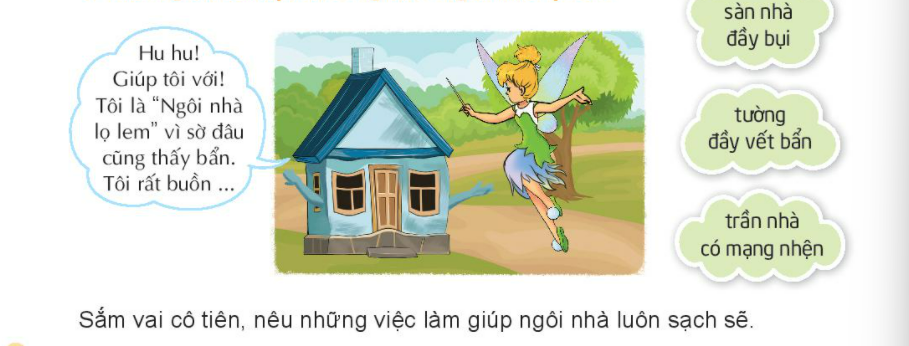 Hu hu!
Giúp tôi với!
Tôi là “Ngôi nhà
lọ lem” vì sờ đâu
cũng thấy bẩn.
Tôi rất buồn ...
sàn nhà
đầy bụi
tường
đầy vết bẩn
trần nhà
có mạng nhện
Sắm vai cô tiên, nêu những việc làm giúp ngôi nhà luôn sạch sẽ.